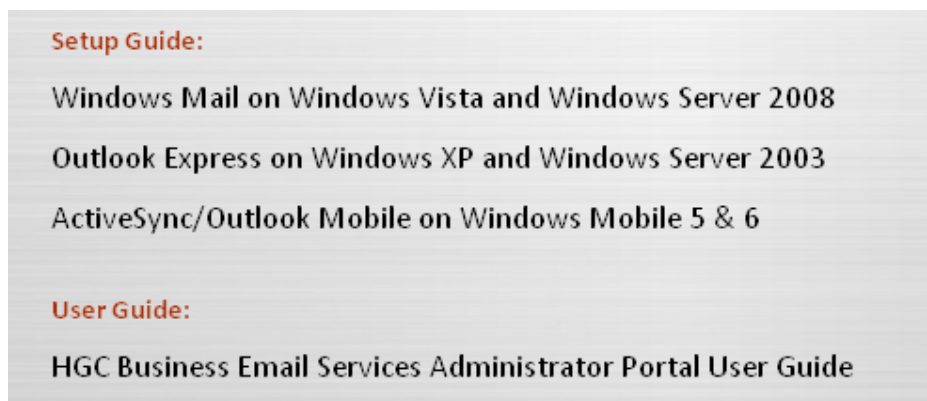 Setup Guide:
Windows Mail on Windows Vista and Windows Server 2008
Outlook Express on Windows XP and Windows Server 2003
ActiveSync/Outlook Mobile on Windows Mobile 5 & 6
User Guide:
HGC Business Email Services Administrator Portal User Guide